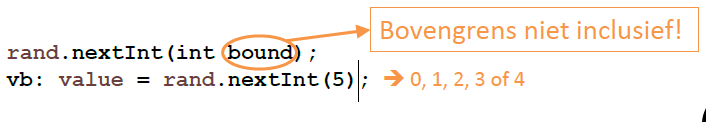 Bovengrens niet inclusief!
rand.nextInt(int bound);
vb: value = rand.nextInt(5); ➔ 0, 1, 2, 3 of 4